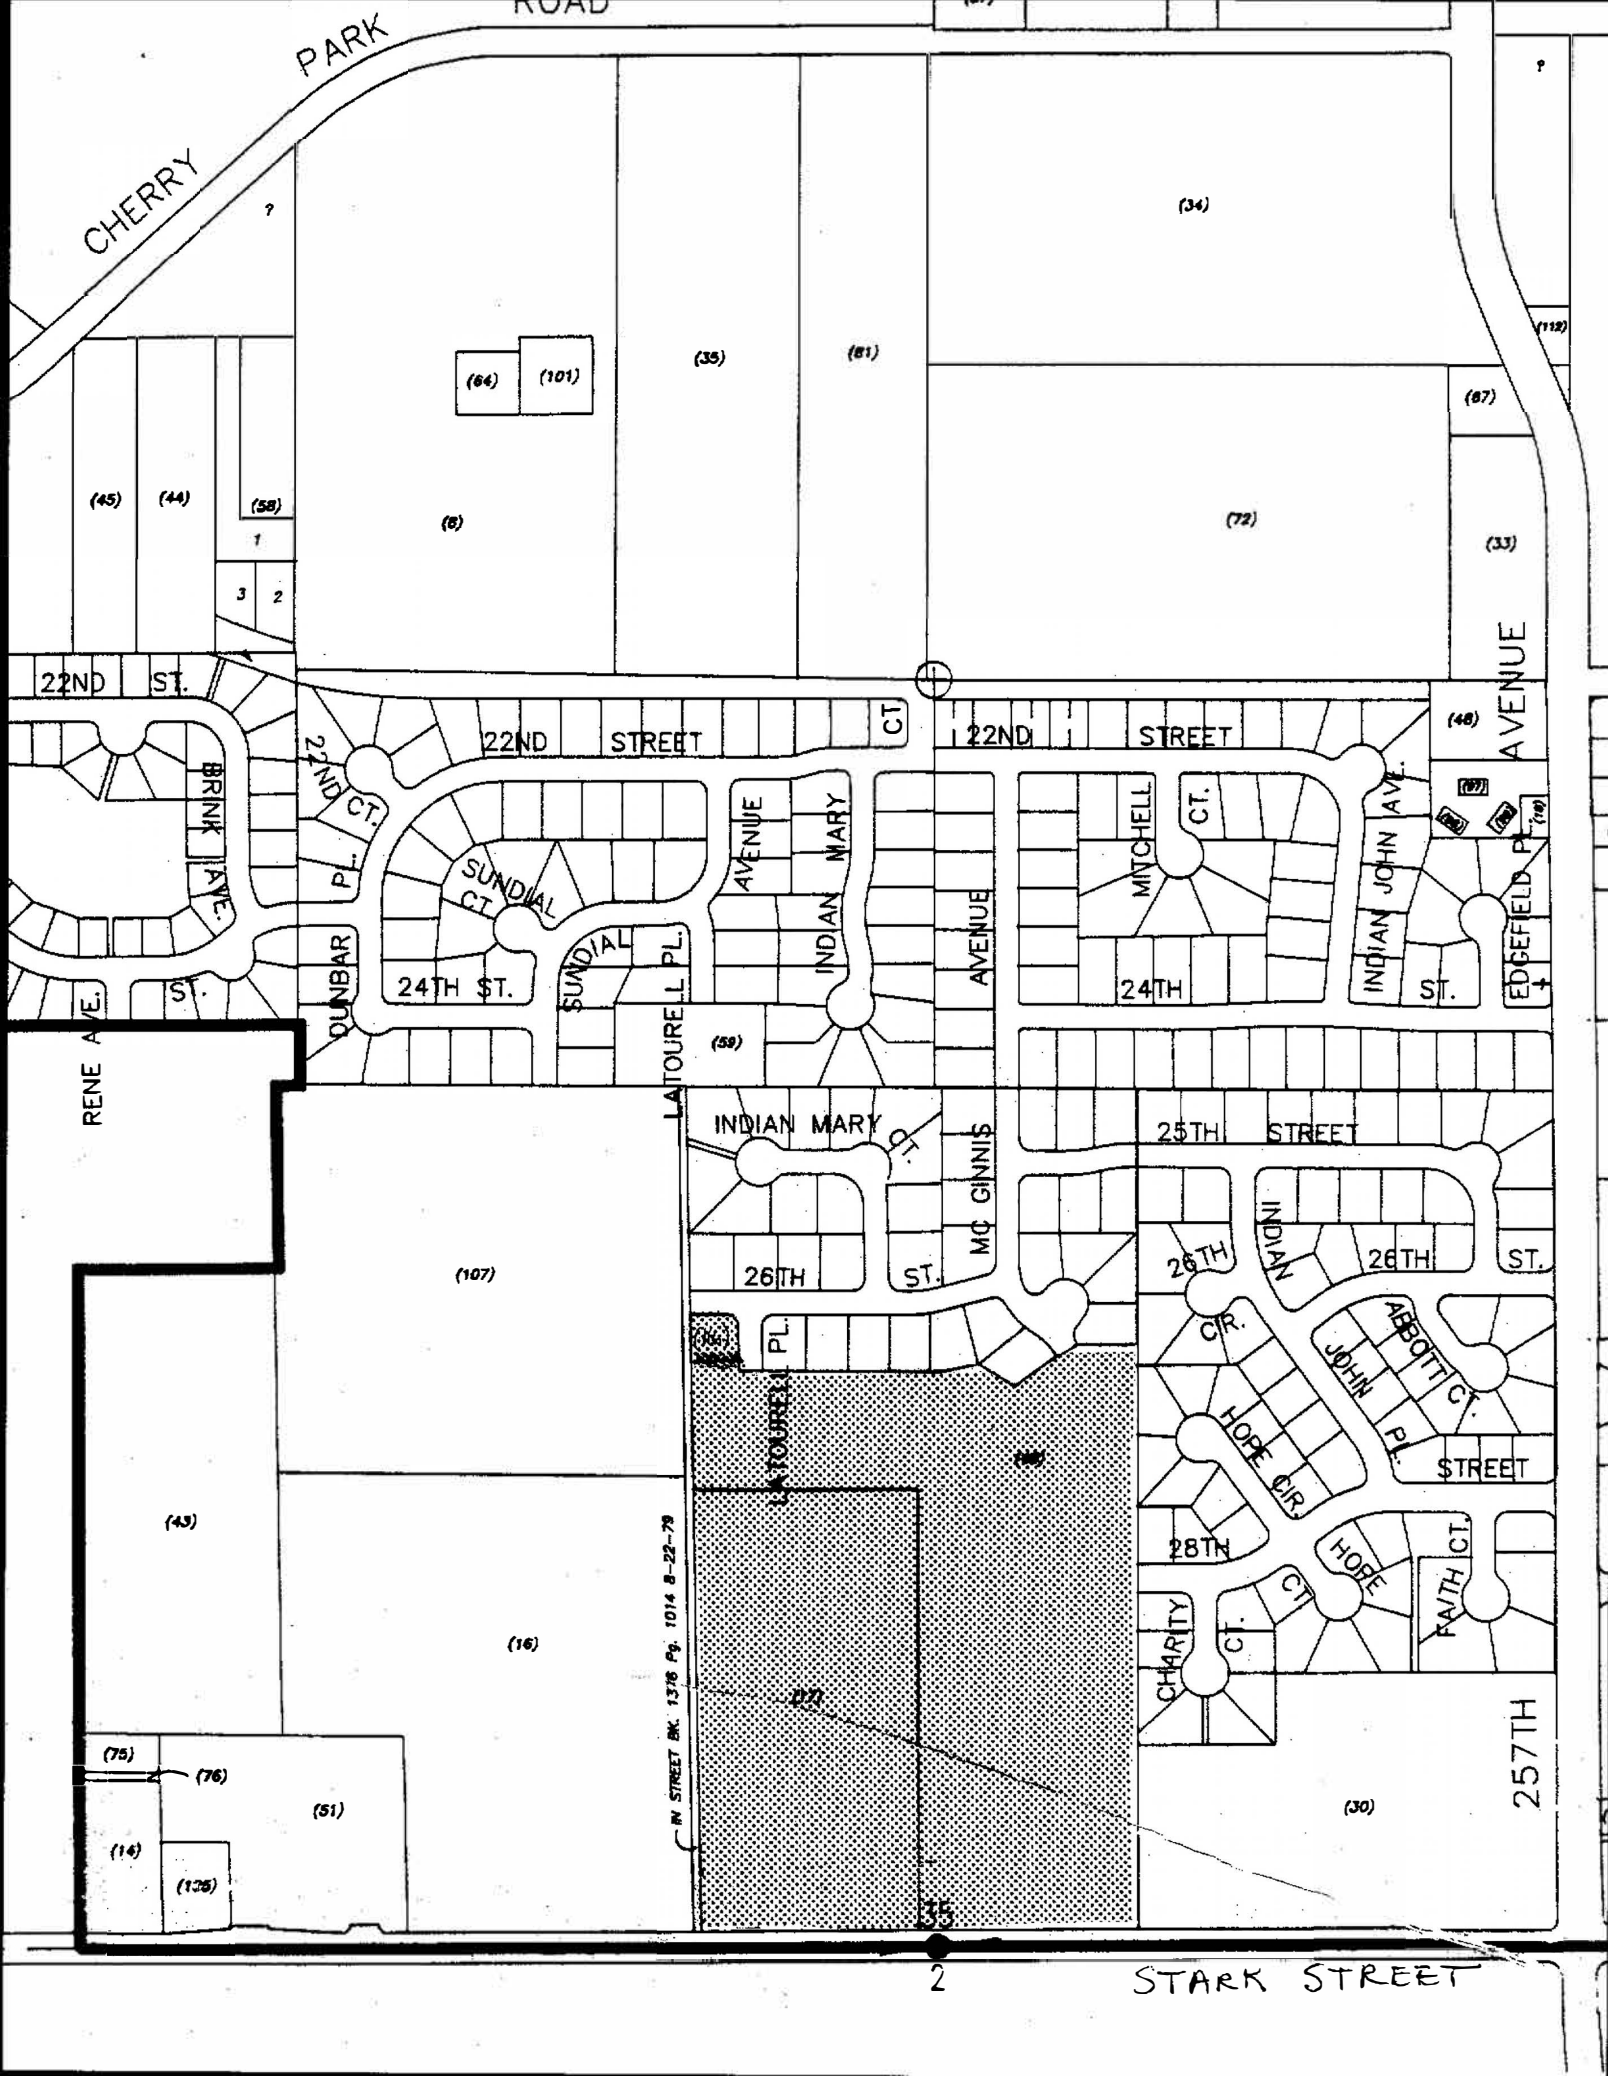 ROAD
PARK
CHERRY
?
?
(34)
(112)
(64)
(101)
(35)
(81)
(87)
(45)
(44)
(58)
1
(6)
(72)
(33)
3
2
22ND ST.
AVENUE
(48)
22ND STREET
CT.
22ND STREET
22ND CT.
BRINK AVE.
PL.
DUNBAR
SUNDIAL CT
AVENUE
INDIAN MARY
MITCHELL CT.
INDIAN JOHN AVE.
(97)
EDGEFIELD PL.
SUNDIAL
LATOURELL PL.
AVENUE
24TH ST.
24TH ST.
ST.
RENE AVE.
(59)
INDIAN MARY CT.
MC GINNIS
25TH STREET
INDIAN
26TH ST.
26TH CIR.
26TH ST.
(107)
ABBOTT CT.
JOHN PL.
LATOURELL PL.
HOPE CIR.
STREET
(43)
28TH
HOPE CT
FAITH CT.
CHARITY CT.
(16)
IN STREET BK. 1376 Pg. 1014 8-22-79
(75)
(76)
(51)
(14)
(30)
257TH
35
2
STARK STREET